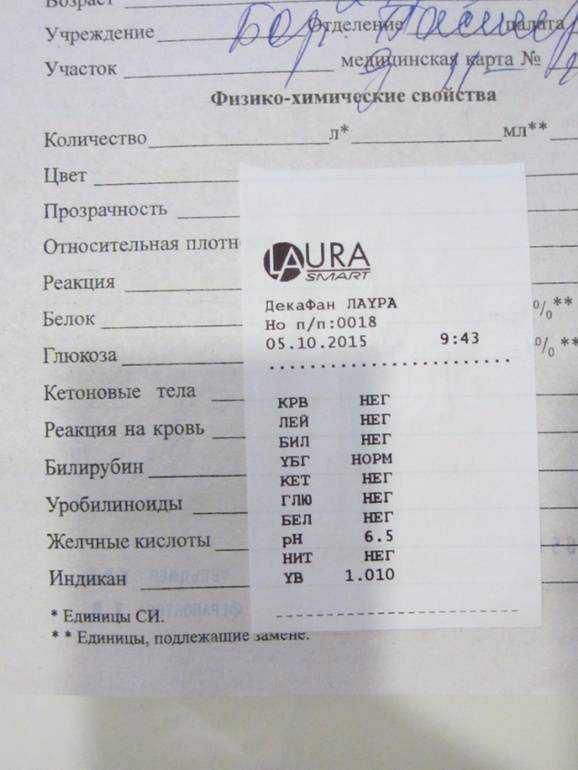 Возраст
Учреждение Отделение палата
Участок медицинская карта №
Физико-химические свойства
Количество л* мл**
Цвет
Прозрачность
Относительная плотн
Реакция
Белок %**
Глюкоза %**
Кетоновые тела
Реакция на кровь
Билирубин
Уробилиноиды
Желчные кислоты
Индикан
* Единицы СИ.
** Единицы, подлежащие замене.
LAURA
SMART
ДекаФан ЛАУРА
Но п/п:0018
05.10.2015 9:43
КРВ НЕГ
ЛЕЙ НЕГ
БИЛ НЕГ
УБГ НОРМ
КЕТ НЕГ
ГЛЮ НЕГ
БЕЛ НЕГ
pH 6.5
НИТ НЕГ
УВ 1.010